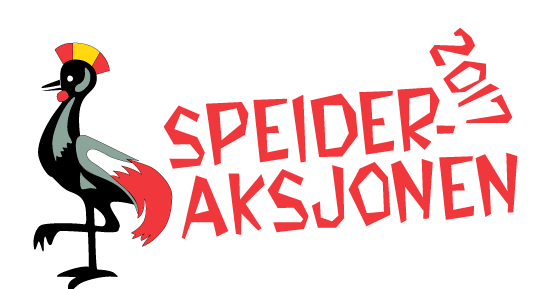 SPEIDER-
AKSJONEN
2017